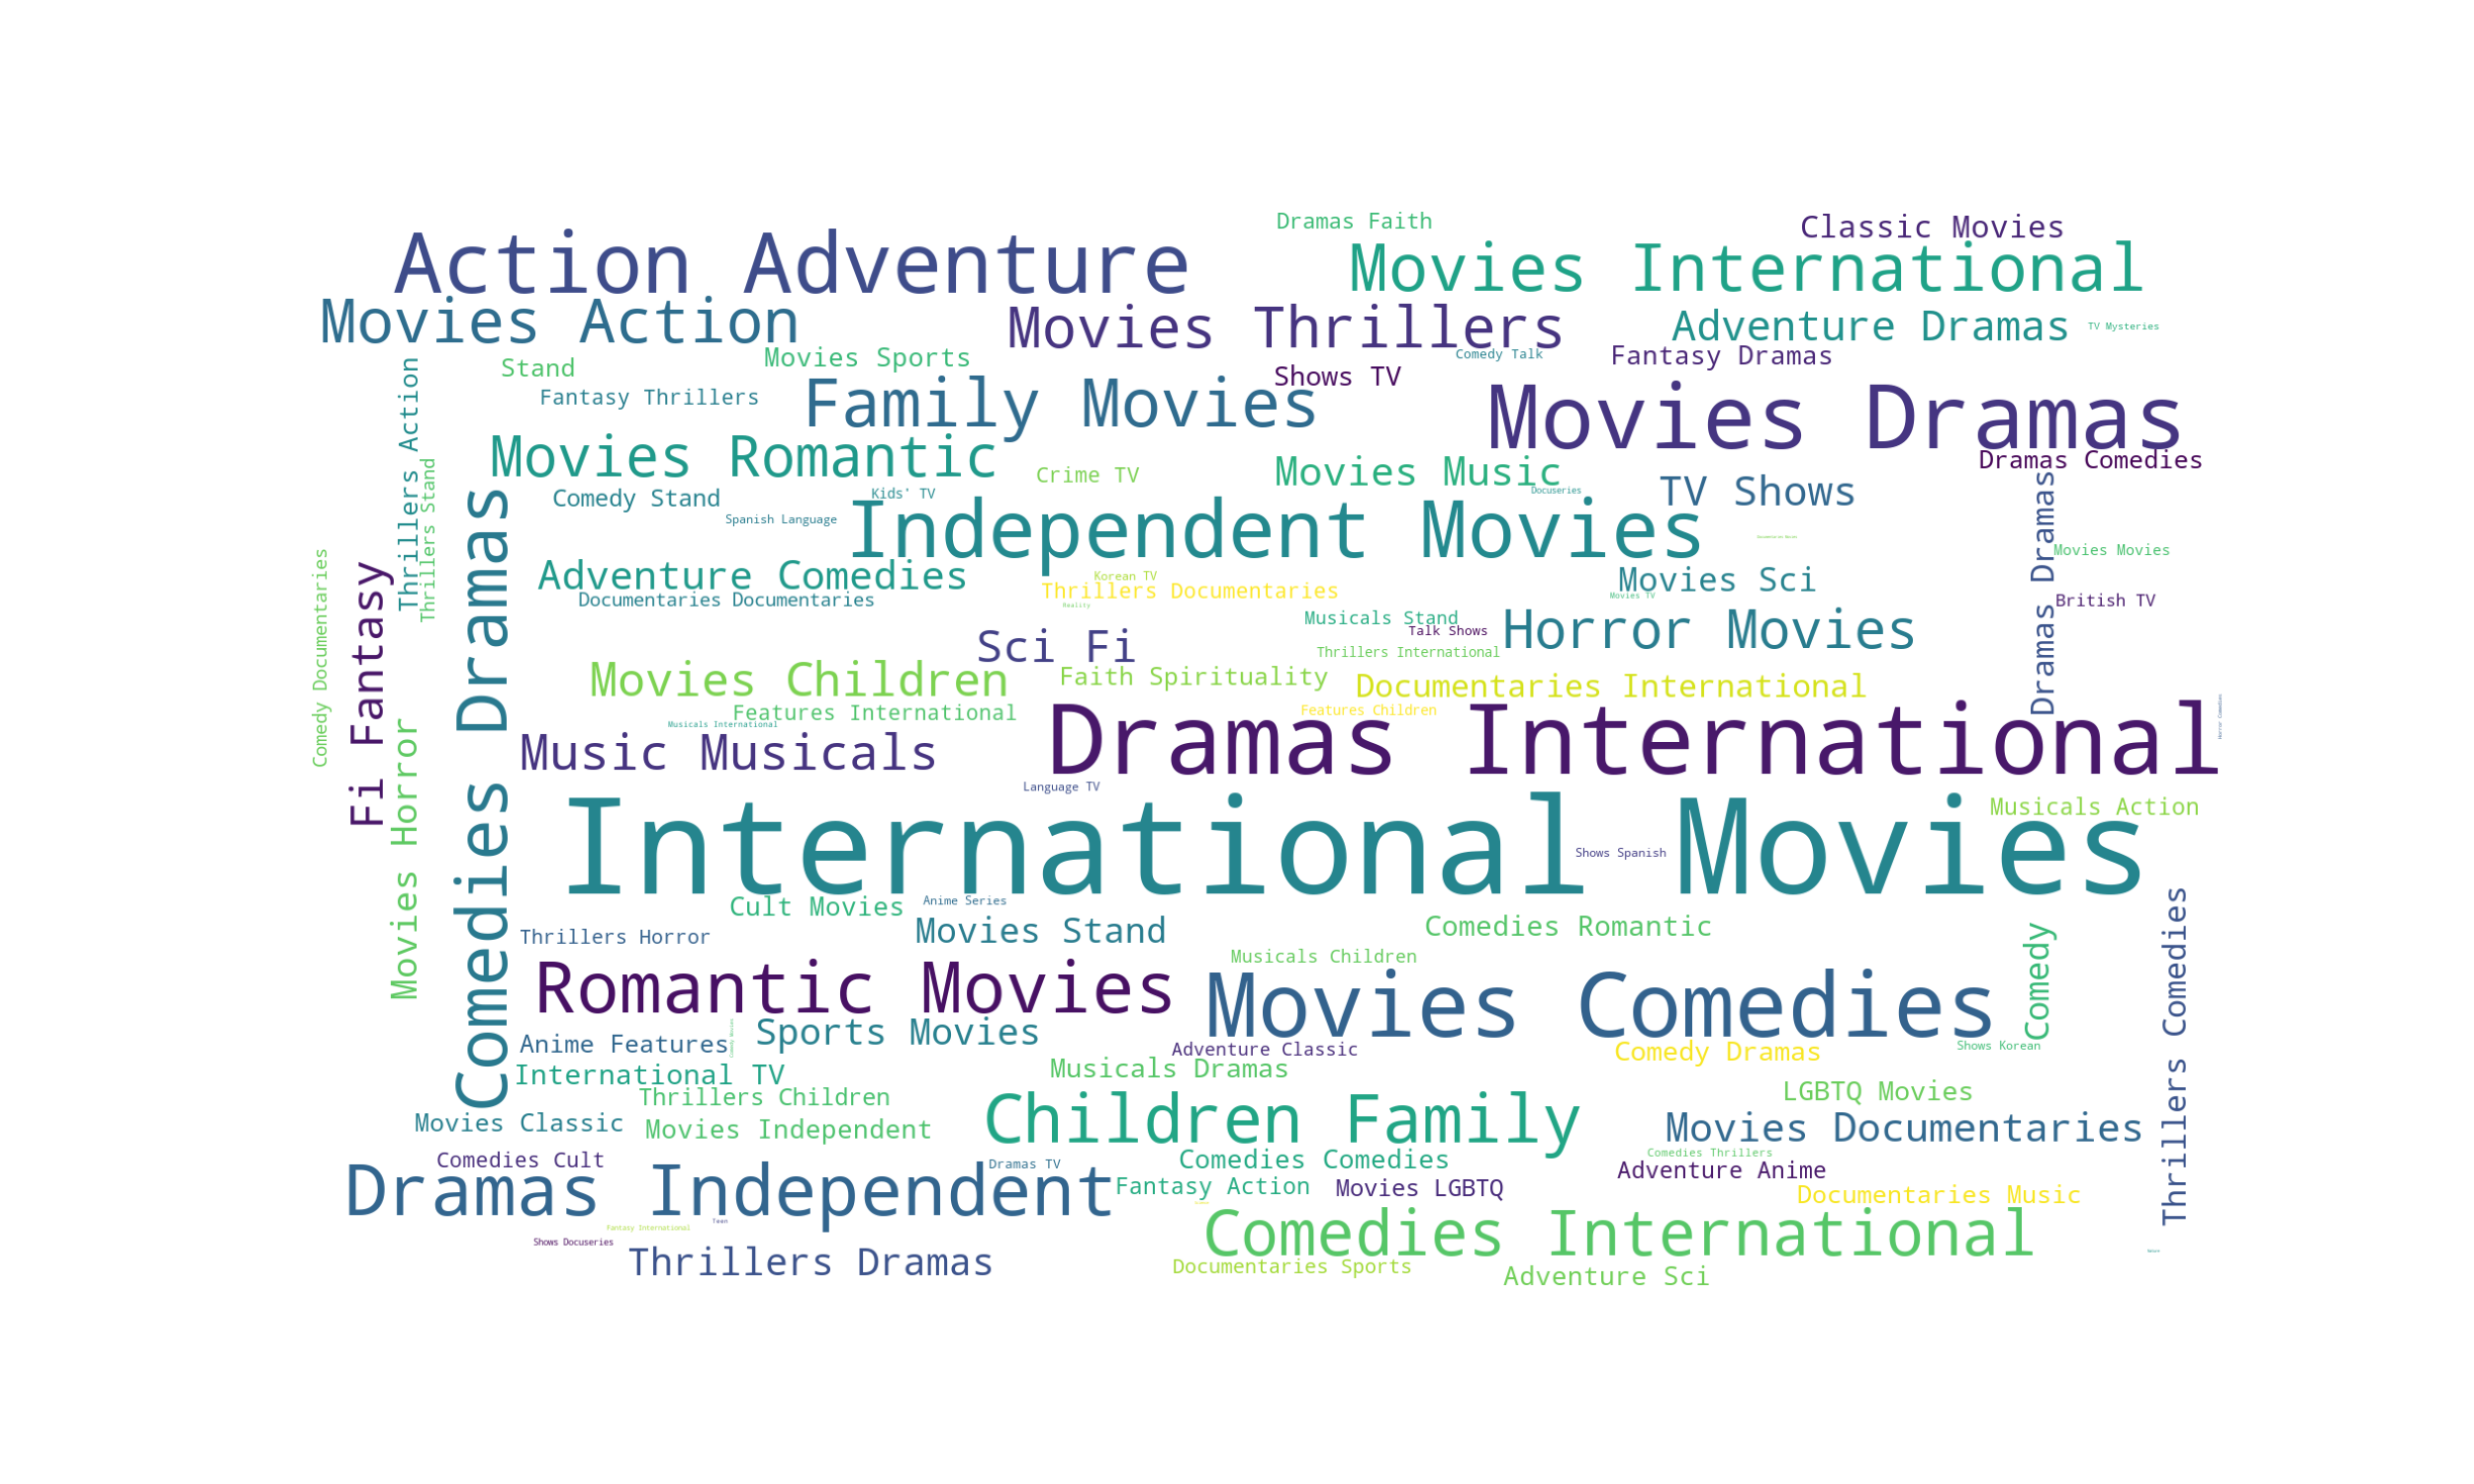 Dramas Faith
Classic Movies
Action Adventure
Movies International
Movies Action
Movies Thrillers
Adventure Dramas
TV Mysteries
Stand
Movies Sports
Comedy Talk
Fantasy Dramas
Shows TV
Fantasy Thrillers
Family Movies
Movies Dramas
Thrillers Action
Thrillers Stand
Movies Romantic
Crime TV
Movies Music
Dramas Comedies
Comedy Stand
Kids' TV
Docuseries
TV Shows
Spanish Language
Independent Movies
Dramas Dramas
Movies Movies
Comedy Documentaries
Fi Fantasy
Comedies Dramas
Adventure Comedies
Korean TV
Movies Sci
Documentaries Documentaries
Thrillers Documentaries
Movies TV
British TV
Reality
Musicals Stand
Talk Shows
Horror Movies
Sci Fi
Thrillers International
Movies Children
Faith Spirituality
Documentaries International
Features International
Features Children
Musicals International
Horror Comedies
Movies Horror
Music Musicals
Dramas International
Language TV
International Movies
Musicals Action
Shows Spanish
Cult Movies
Anime Series
Thrillers Horror
Movies Stand
Comedies Romantic
Comedy
Thrillers Comedies
Musicals Children
Romantic Movies
Movies Comedies
Anime Features
Sports Movies
Adventure Classic
Comedy Dramas
Shows Korean
International TV
Musicals Dramas
Thrillers Children
LGBTQ Movies
Movies Classic
Movies Independent
Children Family
Movies Documentaries
Comedies Cult
Dramas TV
Comedies Comedies
Comedies Thrillers
Adventure Anime
Dramas Independent
Fantasy Action
Movies LGBTQ
Documentaries Music
Teen
Fantasy International
Comedies International
Shows Docuseries
Thrillers Dramas
Documentaries Sports
Adventure Sci